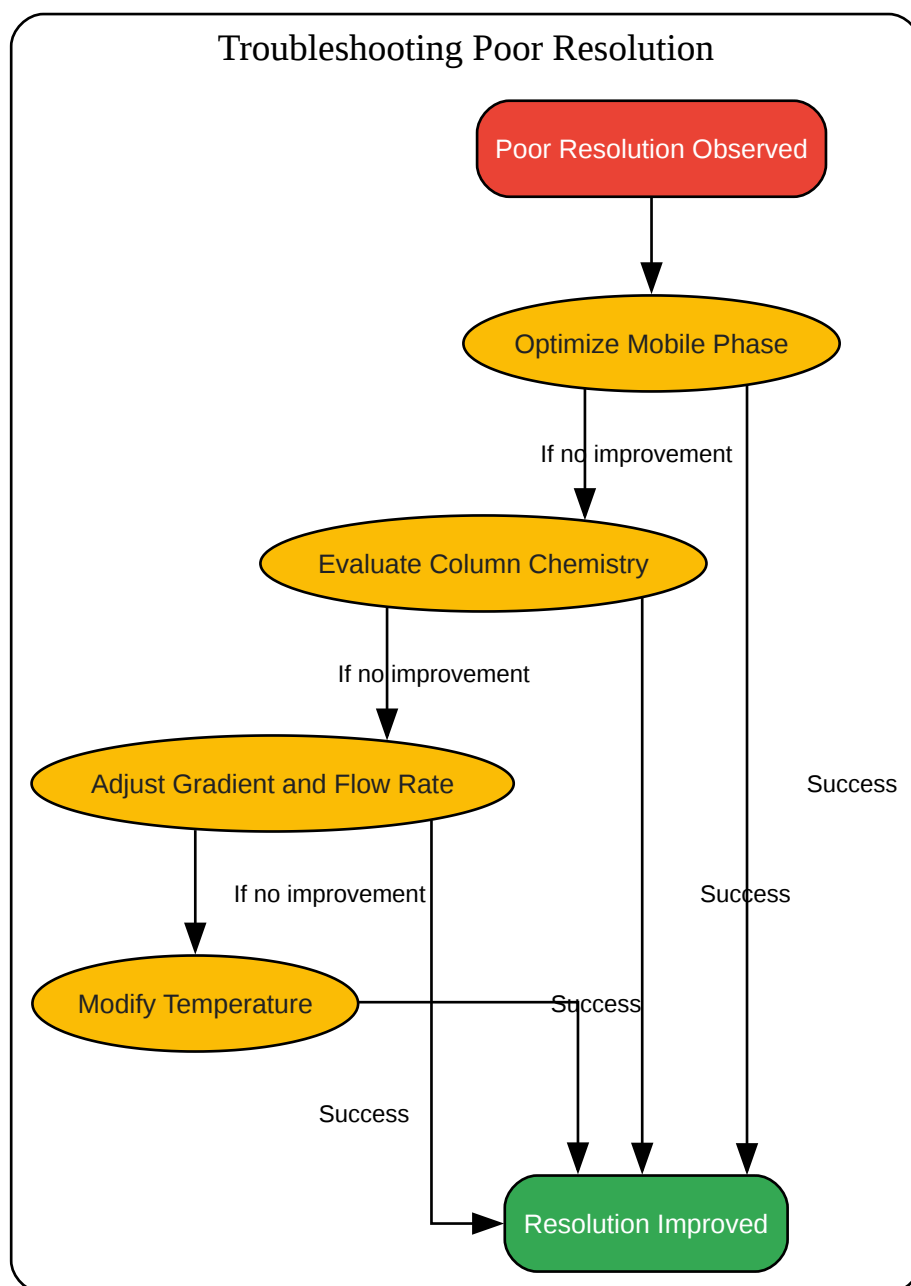 Troubleshooting Poor Resolution
Poor Resolution Observed
Optimize Mobile Phase
If no improvement
Evaluate Column Chemistry
If no improvement
Adjust Gradient and Flow Rate
Success
If no improvement
Success
Modify Temperature
Success
Success
Resolution Improved